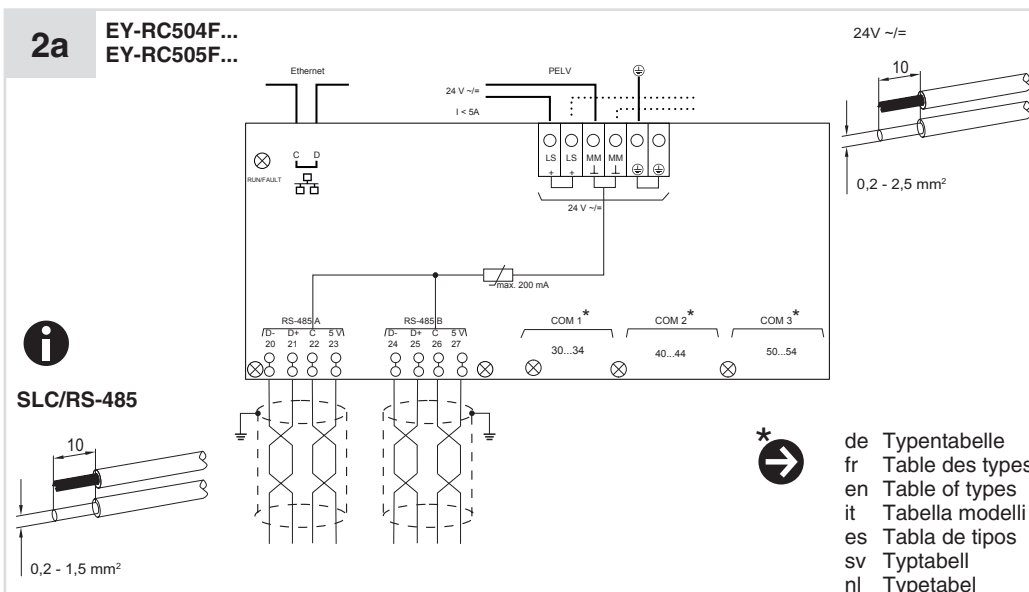 2a
EY-RC504F...
EY-RC505F...
24V ~/=
10
0,2 - 2,5 mm²
Ethernet
24 V ~/=
I < 5A
PELV
RUN/FAULT
C D
LS LS MM MM
+ + ⊥ ⊥
24 V ~/=
max. 200 mA
RS-485 A
D- D+ C 5 V
20 21 22 23
RS-485 B
D- D+ C 5 V
24 25 26 27
COM 1*
30...34
COM 2*
40...44
COM 3*
50...54
i
SLC/RS-485
10
0,2 - 1,5 mm²
*
de Typentabelle
fr Table des types
en Table of types
it Tabella modelli
es Tabla de tipos
sv Typtabell
nl Typetabel